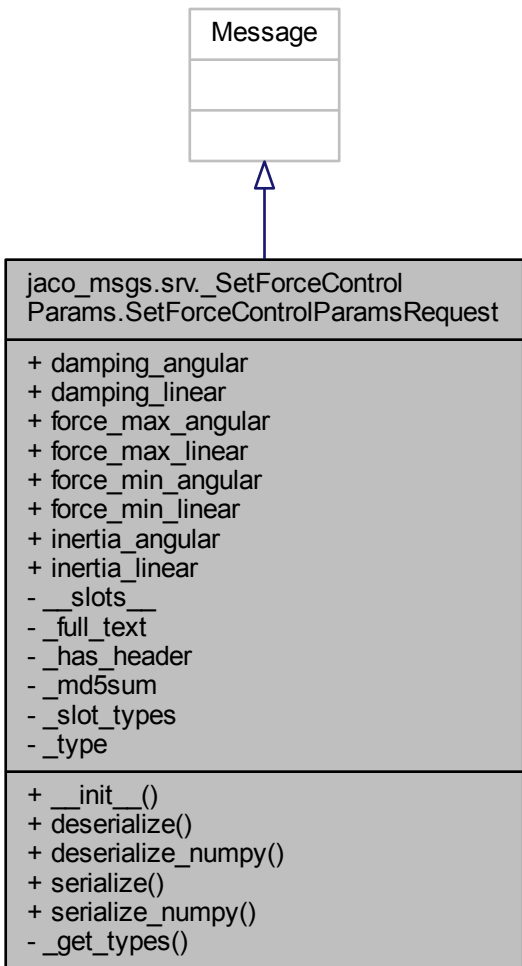 Message
jaco_msgs.srv._SetForceControl
Params.SetForceControlParamsRequest
+ damping_angular
+ damping_linear
+ force_max_angular
+ force_max_linear
+ force_min_angular
+ force_min_linear
+ inertia_angular
+ inertia_linear
- __slots__
- _full_text
- _has_header
- _md5sum
- _slot_types
- _type
+ __init__()
+ deserialize()
+ deserialize_numpy()
+ serialize()
+ serialize_numpy()
- _get_types()